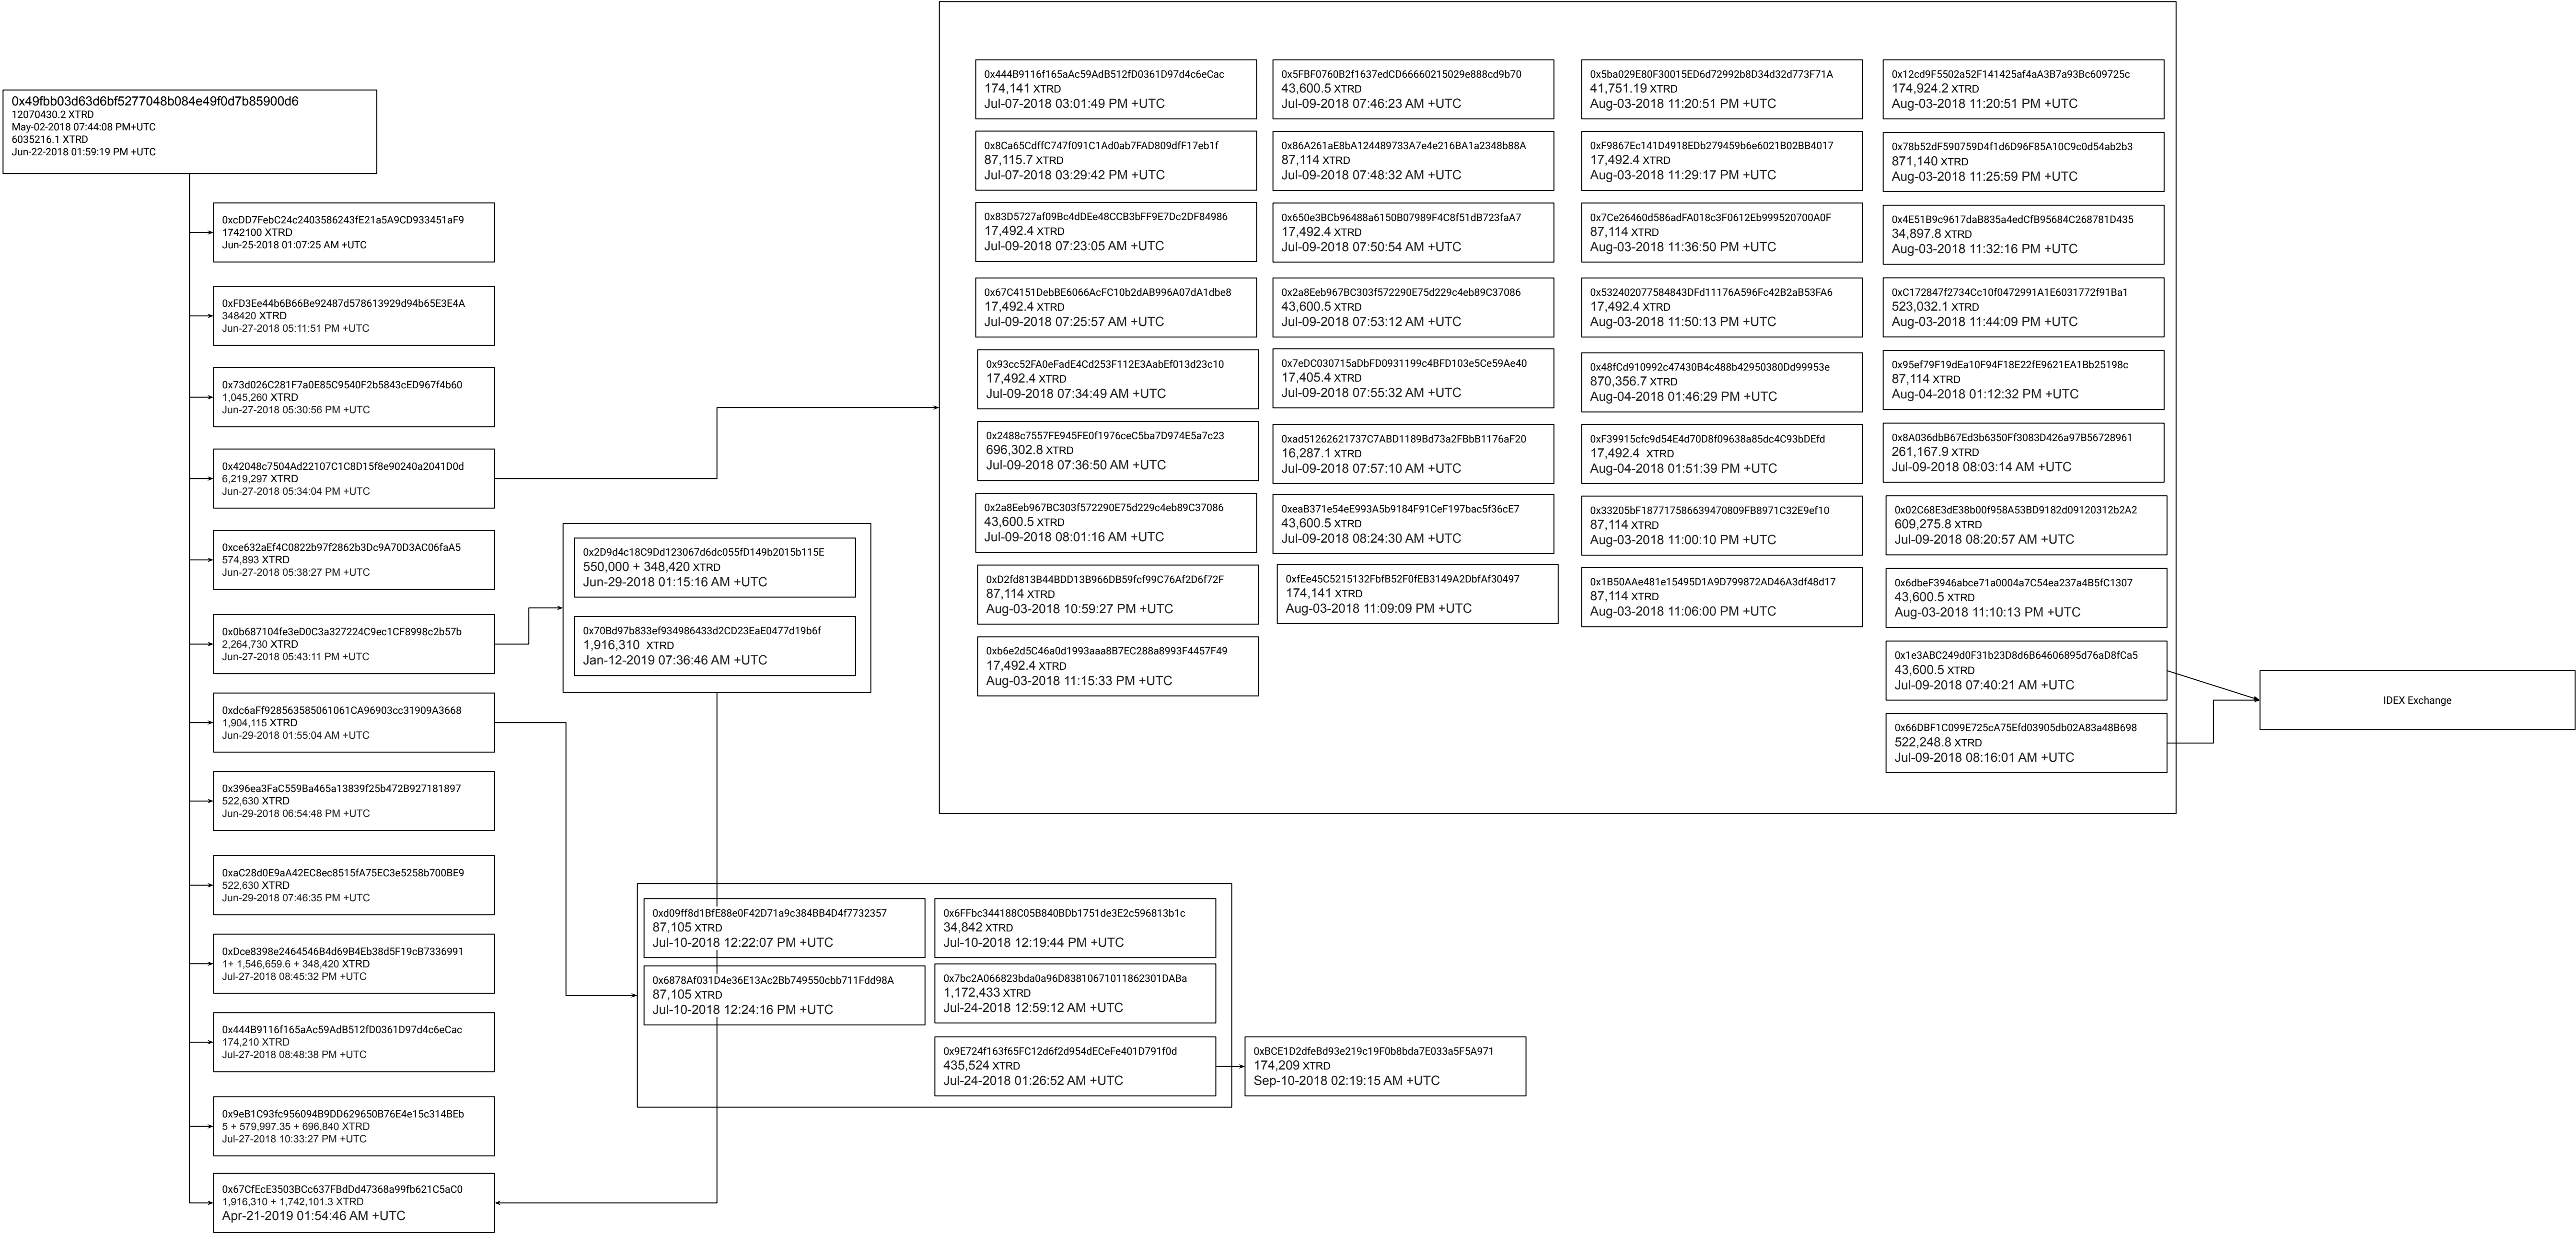 0x49fbb03d63d6bf5277048b084e49f0d7b85900d6
12070430.2 XTRD
May-02-2018 07:44:08 PM+UTC
6035216.1 XTRD
Jun-22-2018 01:59:19 PM +UTC
0xcDD7FebC24c2403586243fE21a5A9CD933451aF9
1742100 XTRD
Jun-25-2018 01:07:25 AM +UTC
0xFD3Ee44b6B66Be92487d578613929d94b65E3E4A
348420 XTRD
Jun-27-2018 05:11:51 PM +UTC
0x73d026C281F7a0E85C9540F2b5843cED967f4b60
1,045,260 XTRD
Jun-27-2018 05:30:56 PM +UTC
0x42048c7504Ad22107C1C8D15f8e90240a2041D0d
6,219,297 XTRD
Jun-27-2018 05:34:04 PM +UTC
0xce632aEf4C0822b97f2862b3Dc9A70D3AC06faA5
574,893 XTRD
Jun-27-2018 05:38:27 PM +UTC
0x0b687104fe3eD0C3a327224C9ec1CF8998c2b57b
2,264,730 XTRD
Jun-27-2018 05:43:11 PM +UTC
0xdc6aFf928563585061061CA96903cc31909A3668
1,904,115 XTRD
Jun-29-2018 01:55:04 AM +UTC
0x396ea3FaC559Ba465a13839f25b472B927181897
522,630 XTRD
Jun-29-2018 06:54:48 PM +UTC
0xaC28d0E9aA42EC8ec8515fA75EC3e5258b700BE9
522,630 XTRD
Jun-29-2018 07:46:35 PM +UTC
0xDce8398e2464546B4d69B4Eb38d5F19cB7336991
1+ 1,546,659.6 + 348,420 XTRD
Jul-27-2018 08:45:32 PM +UTC
0x444B9116f165aAc59AdB512fD0361D97d4c6eCac
174,210 XTRD
Jul-27-2018 08:48:38 PM +UTC
0x9eB1C93fc956094B9DD629650B76E4e15c314BEb
5 + 579,997.35 + 696,840 XTRD
Jul-27-2018 10:33:27 PM +UTC
0x67CfEcE3503BCc637FBdDd47368a99fb621C5aC0
1,916,310 + 1,742,101.3 XTRD
Apr-21-2019 01:54:46 AM +UTC
0x2D9d4c18C9Dd123067d6dc055fD149b2015b115E
550,000 + 348,420 XTRD
Jun-29-2018 01:15:16 AM +UTC
0x70Bd97b833ef934986433d2CD23EaE0477d19b6f
1,916,310 XTRD
Jan-12-2019 07:36:46 AM +UTC
0xd09ff8d1BfE88e0F42D71a9c384BB4D4f7732357
87,105 XTRD
Jul-10-2018 12:22:07 PM +UTC
0x6878Af031D4e36E13Ac2Bb749550cbb711Fdd98A
87,105 XTRD
Jul-10-2018 12:24:16 PM +UTC
0x6FFbc344188C05B840BDb1751de3E2c596813b1c
34,842 XTRD
Jul-10-2018 12:19:44 PM +UTC
0x7bc2A066823bda0a96D83810671011862301DABa
1,172,433 XTRD
Jul-24-2018 12:59:12 AM +UTC
0x9E724f163f65FC12d6f2d954dECeFe401D791f0d
435,524 XTRD
Jul-24-2018 01:26:52 AM +UTC
0xBCE1D2dfeBd93e219c19F0b8bda7E033a5F5A971
174,209 XTRD
Sep-10-2018 02:19:15 AM +UTC
0x444B9116f165aAc59AdB512fD0361D97d4c6eCac
174,141 XTRD
Jul-07-2018 03:01:49 PM +UTC
0x8Ca65CdffC747f091C1Ad0ab7FAD809dfF17eb1f
87,115.7 XTRD
Jul-07-2018 03:29:42 PM +UTC
0x83D5727af09Bc4dDEe48CCB3bFF9E7Dc2DF84986
17,492.4 XTRD
Jul-09-2018 07:23:05 AM +UTC
0x67C4151DebBE6066AcFC10b2dAB996A07dA1dbe8
17,492.4 XTRD
Jul-09-2018 07:25:57 AM +UTC
0x93cc52FA0eFadE4Cd253F112E3AabEf013d23c10
17,492.4 XTRD
Jul-09-2018 07:34:49 AM +UTC
0x2488c7557FE945FE0f1976ceC5ba7D974E5a7c23
696,302.8 XTRD
Jul-09-2018 07:36:50 AM +UTC
0x2a8Eeb967BC303f572290E75d229c4eb89C37086
43,600.5 XTRD
Jul-09-2018 08:01:16 AM +UTC
0xD2fd813B44BDD13B966DB59fcf99C76Af2D6f72F
87,114 XTRD
Aug-03-2018 10:59:27 PM +UTC
0xb6e2d5C46a0d1993aaa8B7EC288a8993F4457F49
17,492.4 XTRD
Aug-03-2018 11:15:33 PM +UTC
0x5FBF0760B2f1637edCD66660215029e888cd9b70
43,600.5 XTRD
Jul-09-2018 07:46:23 AM +UTC
0x86A261aE8bA124489733A7e4e216BA1a2348b88A
87,114 XTRD
Jul-09-2018 07:48:32 AM +UTC
0x650e3BCb96488a6150B07989F4C8f51dB723faA7
17,492.4 XTRD
Jul-09-2018 07:50:54 AM +UTC
0x2a8Eeb967BC303f572290E75d229c4eb89C37086
43,600.5 XTRD
Jul-09-2018 07:53:12 AM +UTC
0x7eDC030715aDbFD0931199c4BFD103e5Ce59Ae40
17,405.4 XTRD
Jul-09-2018 07:55:32 AM +UTC
0xad51262621737C7ABD1189Bd73a2FBbB1176aF20
16,287.1 XTRD
Jul-09-2018 07:57:10 AM +UTC
0xeaB371e54eE993A5b9184F91CeF197bac5f36cE7
43,600.5 XTRD
Jul-09-2018 08:24:30 AM +UTC
0xfEe45C5215132FbfB52F0fEB3149A2DbfAf30497
174,141 XTRD
Aug-03-2018 11:09:09 PM +UTC
0x5ba029E80F30015ED6d72992b8D34d32d773F71A
41,751.19 XTRD
Aug-03-2018 11:20:51 PM +UTC
0xF9867Ec141D4918EDb279459b6e6021B02BB4017
17,492.4 XTRD
Aug-03-2018 11:29:17 PM +UTC
0x7Ce26460d586adFA018c3F0612Eb999520700A0F
87,114 XTRD
Aug-03-2018 11:36:50 PM +UTC
0x532402077584843DFd11176A596Fc42B2aB53FA6
17,492.4 XTRD
Aug-03-2018 11:50:13 PM +UTC
0x48fCd910992c47430B4c488b42950380Dd99953e
870,356.7 XTRD
Aug-04-2018 01:46:29 PM +UTC
0xF39915cfc9d54E4d70D8f09638a85dc4C93bDEfd
17,492.4 XTRD
Aug-04-2018 01:51:39 PM +UTC
0x33205bF187717586639470809FB8971C32E9ef10
87,114 XTRD
Aug-03-2018 11:00:10 PM +UTC
0x1B50AAe481e15495D1A9D799872AD46A3df48d17
87,114 XTRD
Aug-03-2018 11:06:00 PM +UTC
0x12cd9F5502a52F141425af4aA3B7a93Bc609725c
174,924.2 XTRD
Aug-03-2018 11:20:51 PM +UTC
0x78b52dF590759D4f1d6D96F85A10C9c0d54ab2b3
871,140 XTRD
Aug-03-2018 11:25:59 PM +UTC
0x4E51B9c9617daB835a4edCfB95684C268781D435
34,897.8 XTRD
Aug-03-2018 11:32:16 PM +UTC
0xC172847f2734Cc10f0472991A1E6031772f91Ba1
523,032.1 XTRD
Aug-03-2018 11:44:09 PM +UTC
0x95ef79F19dEa10F94F18E22fE9621EA1Bb25198c
87,114 XTRD
Aug-04-2018 01:12:32 PM +UTC
0x8A036dbB67Ed3b6350Ff3083D426a97B56728961
261,167.9 XTRD
Jul-09-2018 08:03:14 AM +UTC
0x02C68E3dE38b00f958A53BD9182d09120312b2A2
609,275.8 XTRD
Jul-09-2018 08:20:57 AM +UTC
0x6dbeF3946abce71a0004a7C54ea237a4B5fC1307
43,600.5 XTRD
Aug-03-2018 11:10:13 PM +UTC
0x1e3ABC249d0F31b23D8d6B64606895d76aD8fCa5
43,600.5 XTRD
Jul-09-2018 07:40:21 AM +UTC
0x66DBF1C099E725cA75Efd03905db02A83a48B698
522,248.8 XTRD
Jul-09-2018 08:16:01 AM +UTC
IDEX Exchange